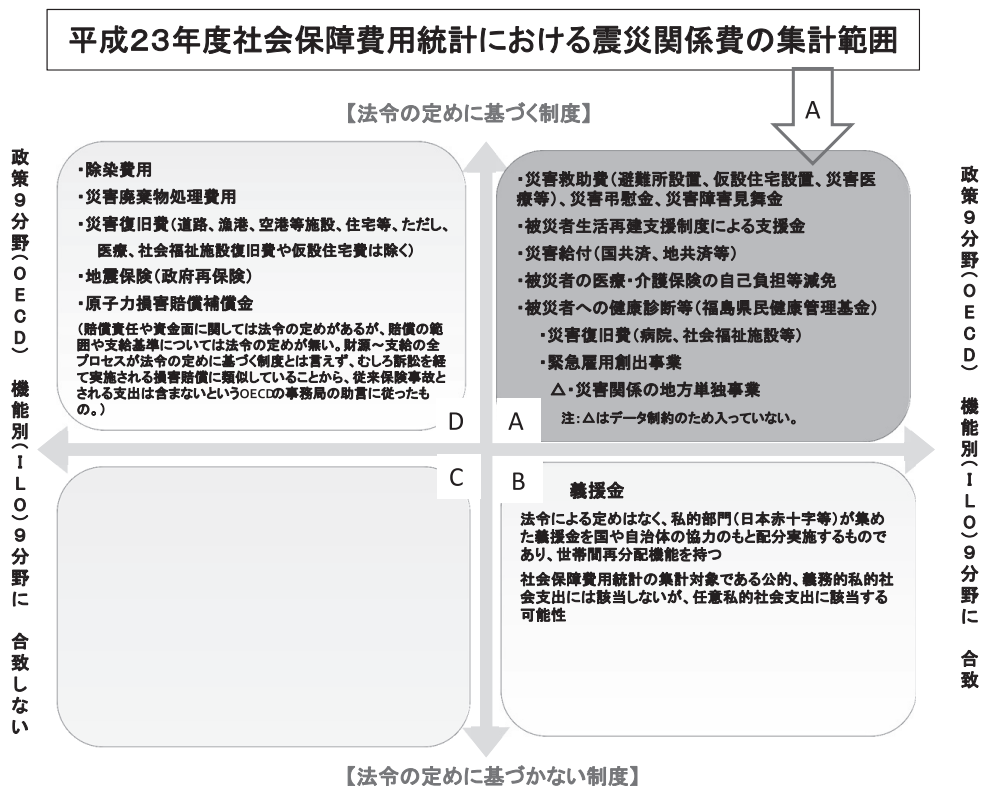 平成23年度社会保障費用統計における震災関係費の集計範囲
A
【法令の定めに基づく制度】
政策9分野(OECD) 機能別(ILO)9分野に 合致しない
・除染費用
・災害廃棄物処理費用
・災害復旧費(道路、漁港、空港等施設、住宅等、ただし、
医療、社会福祉施設復旧費や仮設住宅費は除く)
・地震保険(政府再保険)
・原子力損害賠償補償金
(賠償責任や資金面に関しては法令の定めがあるが、賠償の範
囲や支給基準については法令の定めが無い。財源~支給の全
プロセスが法令の定めに基づく制度とは言えず、むしろ訴訟を経
て実施される損害賠償に類似していることから、従来保険事故と
される支出は含まないというOECDの事務局の助言に従ったも
の。)
D
・災害救助費(避難所設置、仮設住宅設置、災害医
療等)、災害弔慰金、災害障害見舞金
・被災者生活再建支援制度による支援金
・災害給付(国共済、地共済等)
・被災者の医療・介護保険の自己負担等減免
・被災者への健康診断等(福島県民健康管理基金)
・災害復旧費(病院、社会福祉施設等)
・緊急雇用創出事業
△・災害関係の地方単独事業
注:△はデータ制約のため入っていない。
A
政策9分野(OECD) 機能別(ILO)9分野に 合致
C
B
義援金
法令による定めはなく、私的部門(日本赤十字等)が集め
た義援金を国や自治体の協力のもと配分実施するもので
あり、世帯間再分配機能を持つ
社会保障費用統計の集計対象である公的、義務的私的社
会支出には該当しないが、任意私的社会支出に該当する
可能性
【法令の定めに基づかない制度】